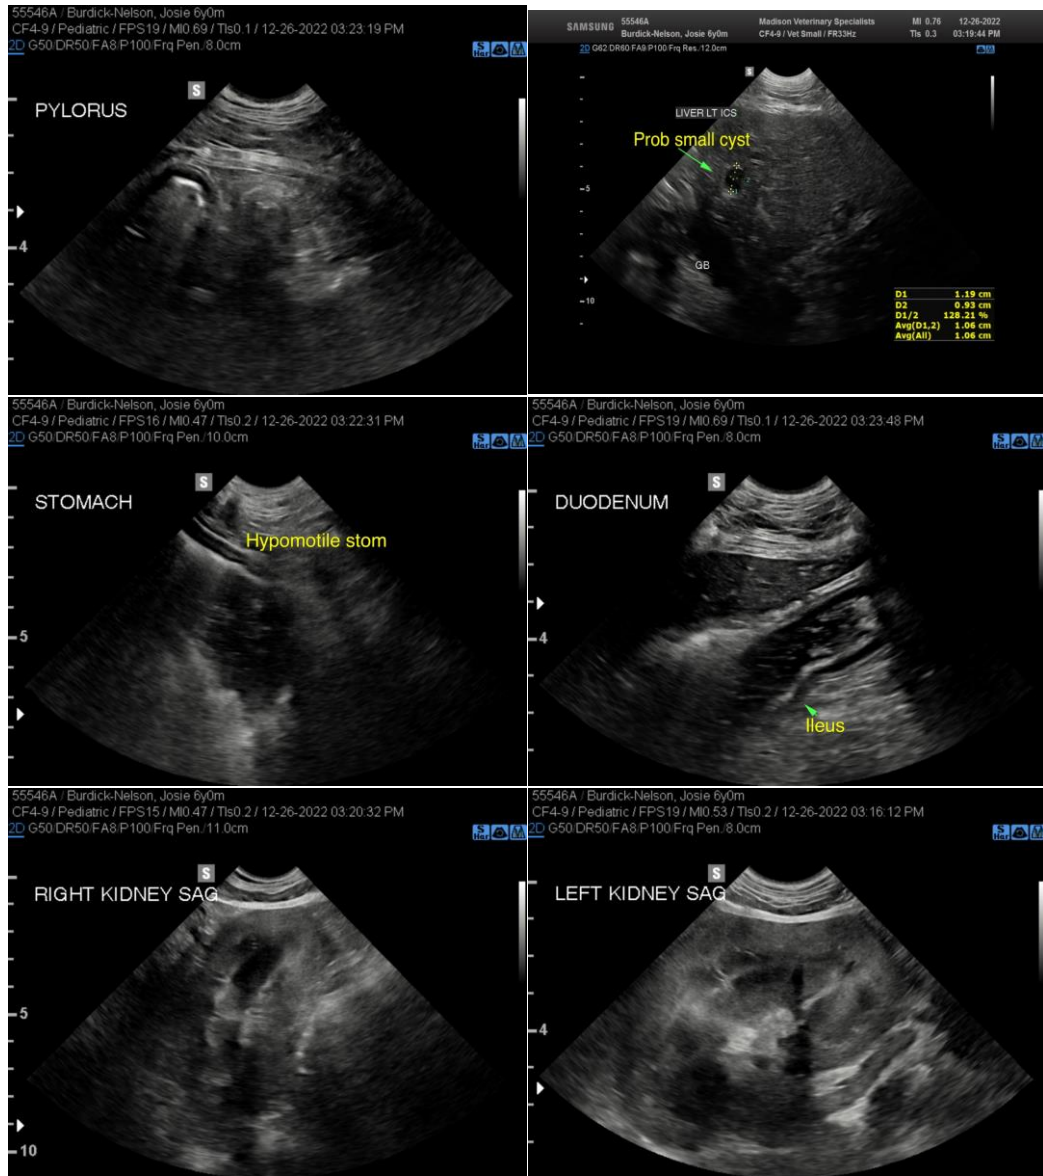 55546A / Burdick-Nelson, Josie 6y0m
CF4-9 / Pediatric / FPS19 / MI0.69 / TIs0.1 / 12-26-2022 03:23:19 PM
2D G50/DR50/FA8/P100/Frq Pen./8.0cm
S
Har
S
PYLORUS
4
SAMSUNG
55546A
Burdick-Nelson, Josie 6y0m
Madison Veterinary Specialists
CF4-9 / Vet Small / FR33Hz
MI 0.76
TIs 0.3
12-26-2022
03:19:44 PM
2D G62/DR60/FA9/P100/Frq Res./12.0cm
S
LIVER LT ICS
Prob small cyst
5
GB
10
D1 1.19 cm
D2 0.93 cm
D1/2 128.21 %
Avg(D1,2) 1.06 cm
Avg(All) 1.06 cm
55546A / Burdick-Nelson, Josie 6y0m
CF4-9 / Pediatric / FPS16 / MI0.47 / TIs0.2 / 12-26-2022 03:22:31 PM
2D G50/DR50/FA8/P100/Frq Pen./10.0cm
S
Har
S
STOMACH
Hypomotile stom
5
55546A / Burdick-Nelson, Josie 6y0m
CF4-9 / Pediatric / FPS19 / MI0.69 / TIs0.1 / 12-26-2022 03:23:48 PM
2D G50/DR50/FA8/P100/Frq Pen./8.0cm
S
Har
S
DUODENUM
4
Ileus
55546A / Burdick-Nelson, Josie 6y0m
CF4-9 / Pediatric / FPS15 / MI0.47 / TIs0.2 / 12-26-2022 03:20:32 PM
2D G50/DR50/FA8/P100/Frq Pen./11.0cm
S
Har
S
RIGHT KIDNEY SAG
5
10
55546A / Burdick-Nelson, Josie 6y0m
CF4-9 / Pediatric / FPS19 / MI0.53 / TIs0.2 / 12-26-2022 03:16:12 PM
2D G50/DR50/FA8/P100/Frq Pen./8.0cm
S
Har
S
LEFT KIDNEY SAG
4